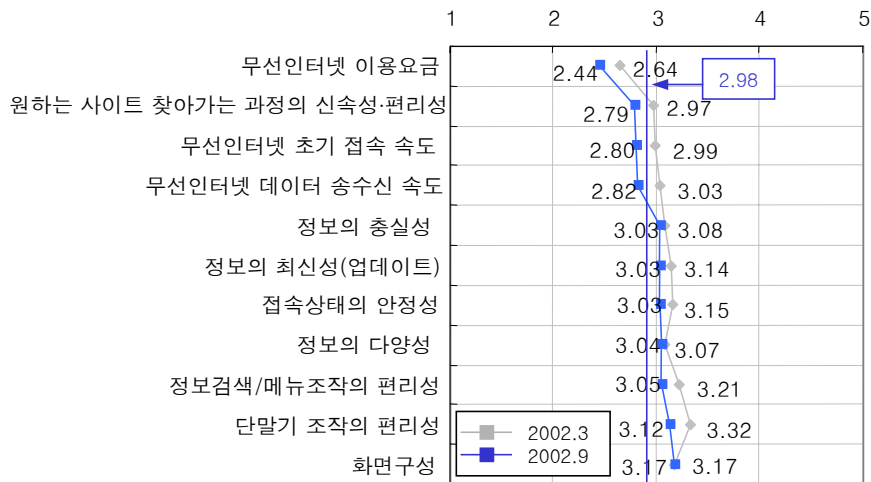 1 2 3 4 5
무선인터넷 이용요금 2.44 2.64 2.98
원하는 사이트 찾아가는 과정의 신속성·편리성 2.79 2.97
무선인터넷 초기 접속 속도 2.80 2.99
무선인터넷 데이터 송수신 속도 2.82 3.03
정보의 충실성 3.03 3.08
정보의 최신성(업데이트) 3.03 3.14
접속상태의 안정성 3.03 3.15
정보의 다양성 3.04 3.07
정보검색/메뉴조작의 편리성 3.05 3.21
단말기 조작의 편리성 3.12 3.32
화면구성 3.17 3.17
2002.3
2002.9